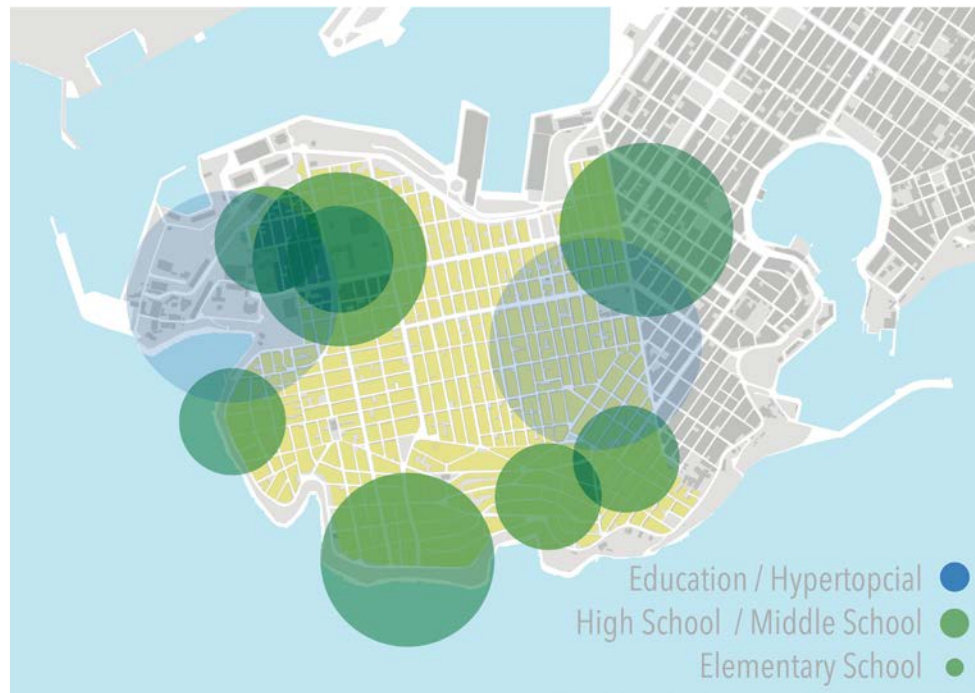 Education / Hypertopcial
High School / Middle School
Elementary School